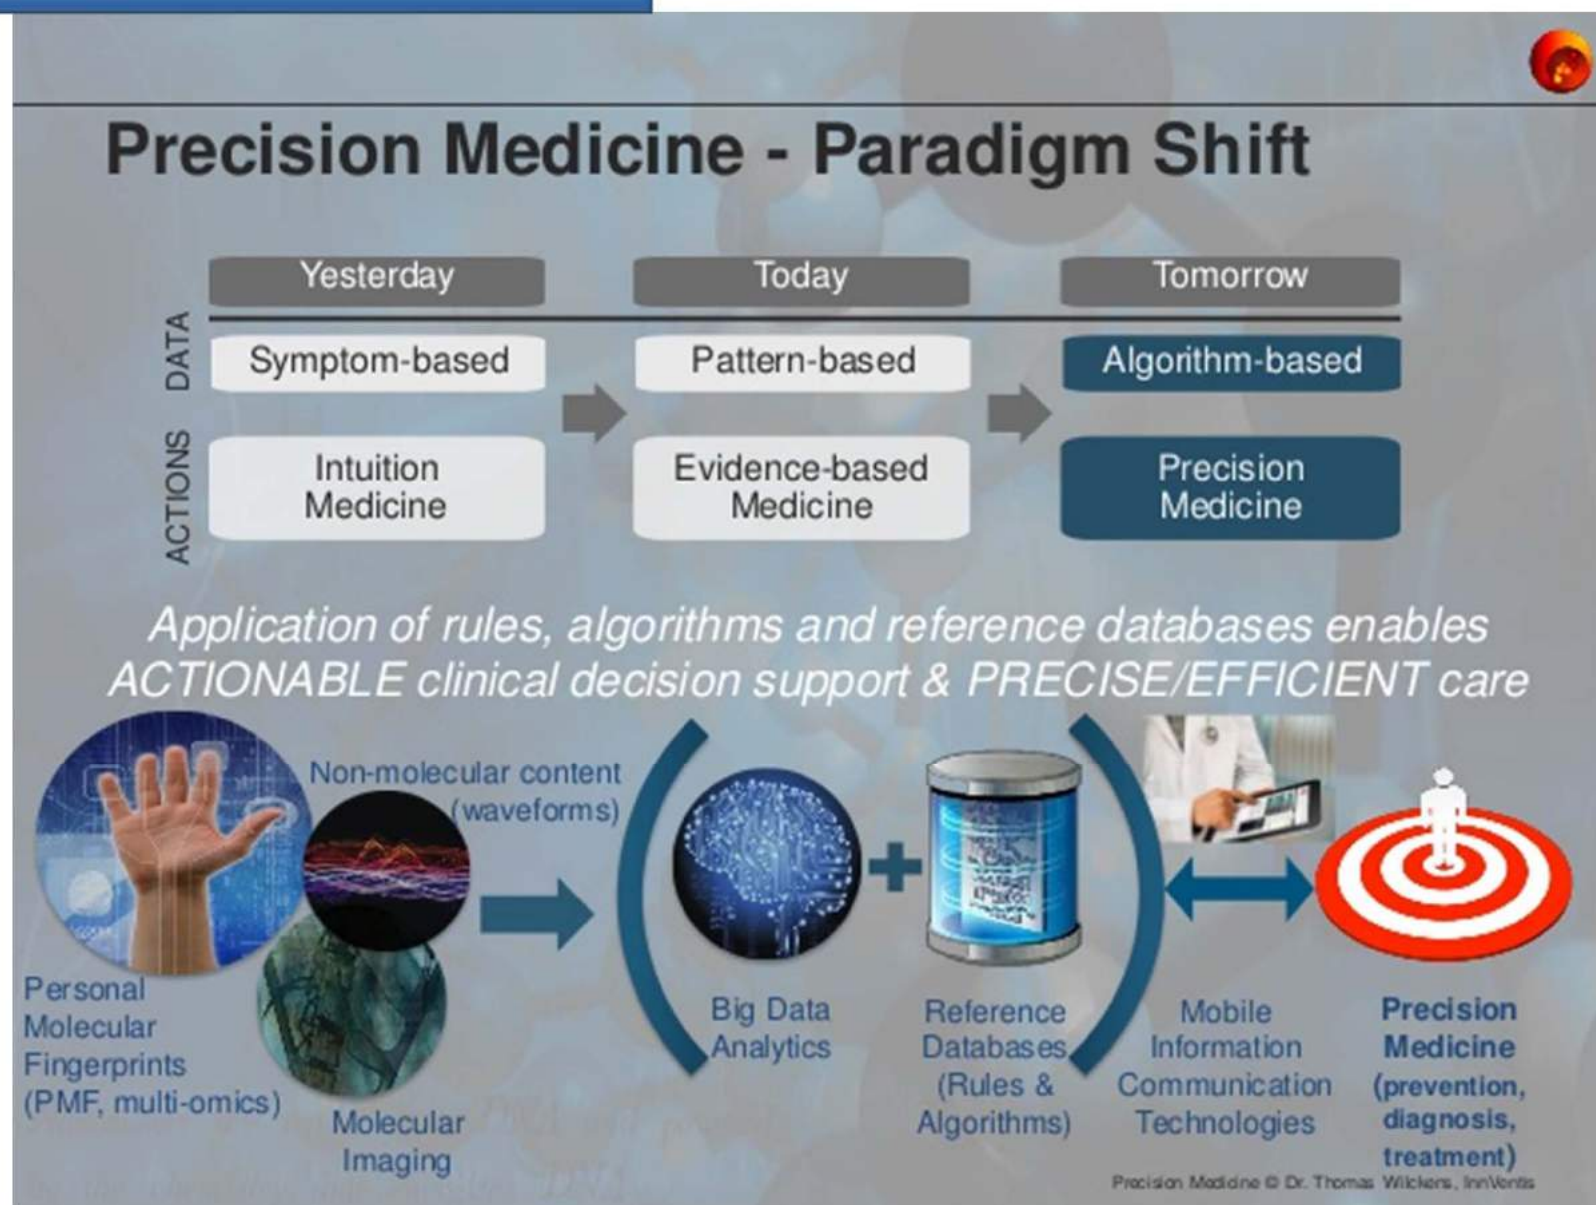 Precision Medicine - Paradigm Shift
Yesterday
Today
Tomorrow
DATA
Symptom-based
Pattern-based
Algorithm-based
ACTIONS
Intuition
Medicine
Evidence-based
Medicine
Precision
Medicine
Application of rules, algorithms and reference databases enables
ACTIONABLE clinical decision support & PRECISE/EFFICIENT care
Non-molecular content
(waveforms)
Personal
Molecular
Fingerprints
(PMF, multi-omics)
Molecular
Imaging
Big Data
Analytics
Reference
Databases
(Rules &
Algorithms)
Mobile
Information
Communication
Technologies
Precision
Medicine
(prevention,
diagnosis,
treatment)
Precision Medicine © Dr. Thomas Wilckens, InnVentis